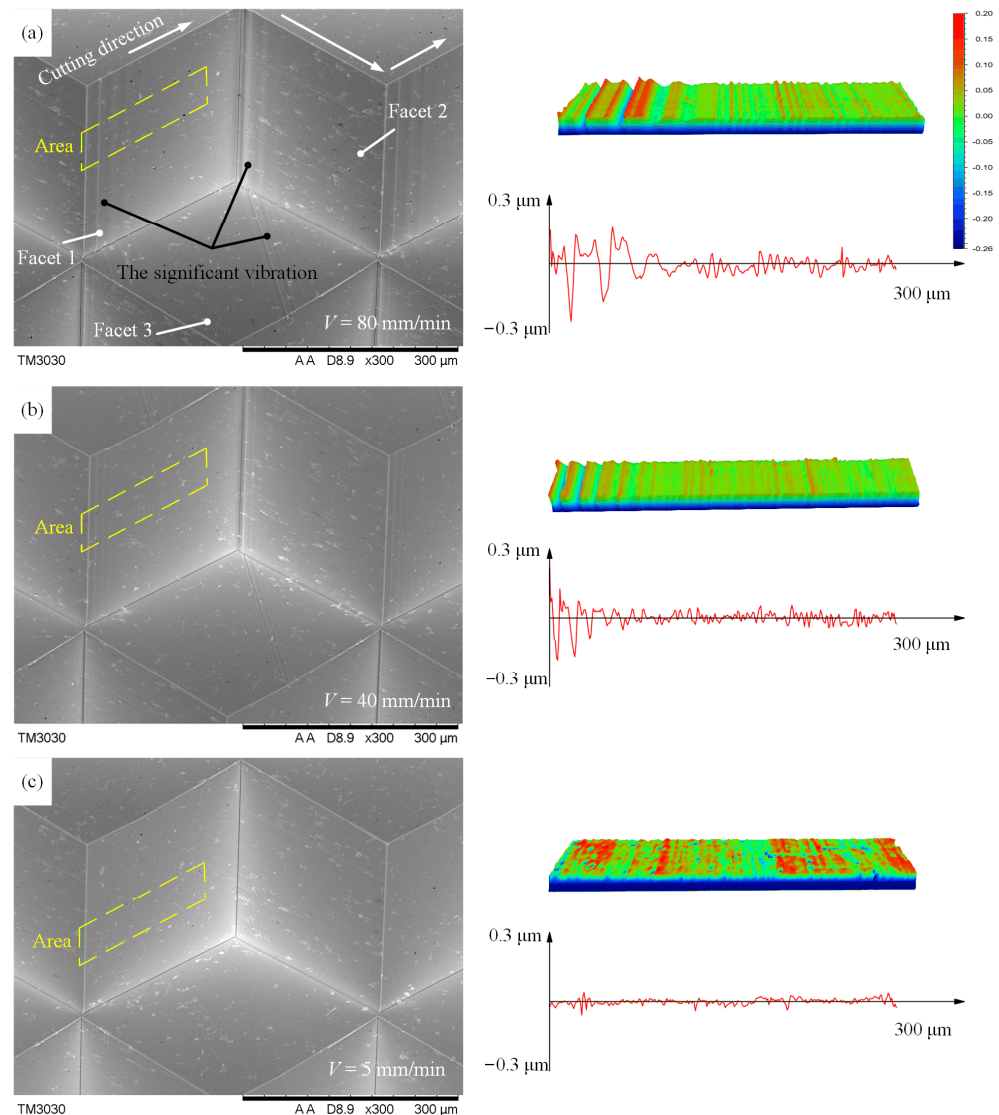 (a)
Cutting direction
Facet 2
Area
Facet 1
The significant vibration
Facet 3
V = 80 mm/min
TM3030 AA D8.9 x300 300 μm
0.20
0.15
0.10
0.05
0.00
-0.05
-0.10
-0.15
-0.20
-0.26
0.3 μm
300 μm
−0.3 μm
(b)
Area
V = 40 mm/min
TM3030 AA D8.9 x300 300 μm
0.3 μm
300 μm
−0.3 μm
(c)
Area
V = 5 mm/min
TM3030 AA D8.9 x300 300 μm
0.3 μm
300 μm
−0.3 μm